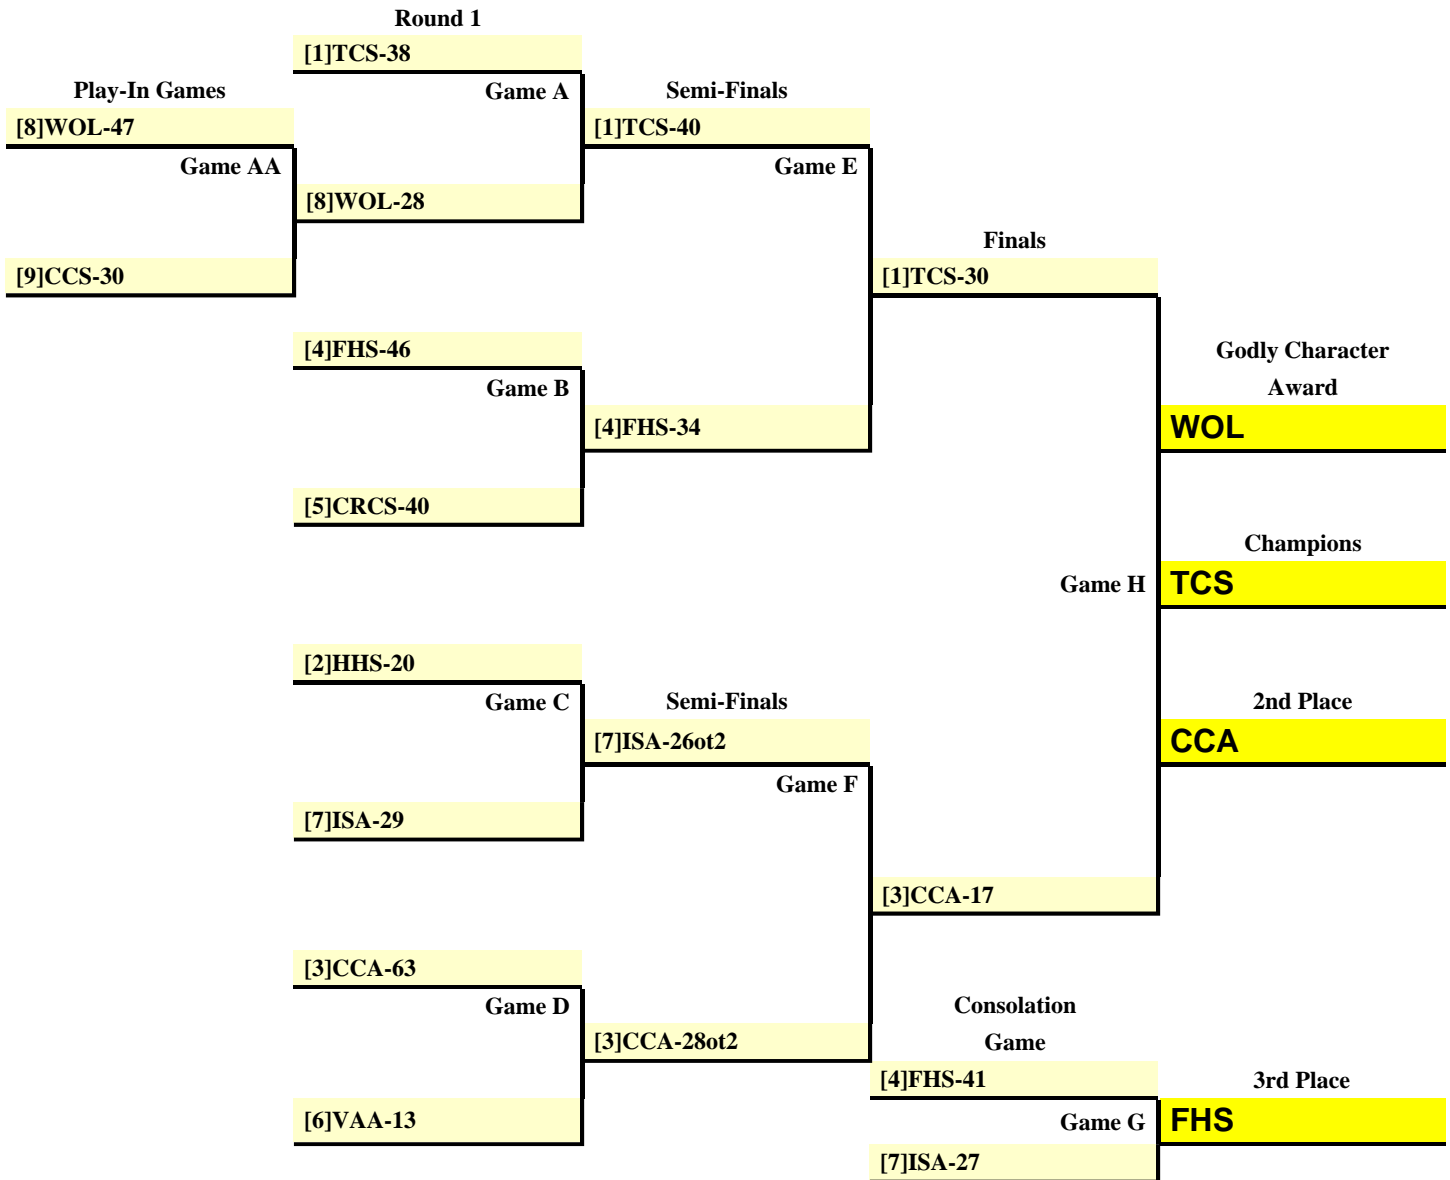 Round 1
[1]TCS-38
Play-In Games
Game A
Semi-Finals
[8]WOL-47
[1]TCS-40
Game AA
Game E
[8]WOL-28
Finals
[9]CCS-30
[1]TCS-30
[4]FHS-46
Godly Character
Game B
Award
[4]FHS-34
WOL
[5]CRCS-40
Champions
Game H
TCS
[2]HHS-20
Game C
Semi-Finals
2nd Place
[7]ISA-26ot2
CCA
Game F
[7]ISA-29
[3]CCA-17
[3]CCA-63
Game D
Consolation
[3]CCA-28ot2
Game
[4]FHS-41
3rd Place
[6]VAA-13
Game G
FHS
[7]ISA-27